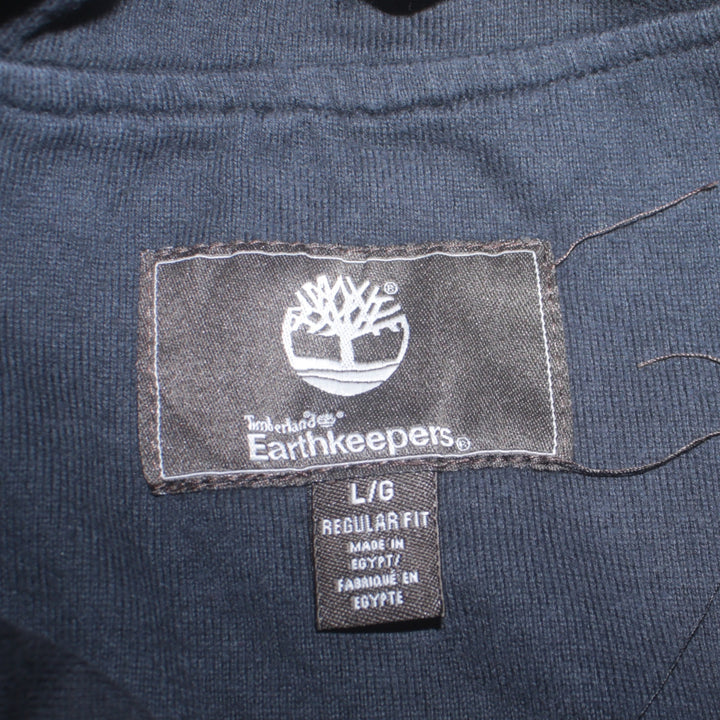 ®
Timberland ®
Earthkeepers®
L/G
REGULAR FIT
MADE IN
EGYPT/
FABRIQUÉ EN
EGYPTE